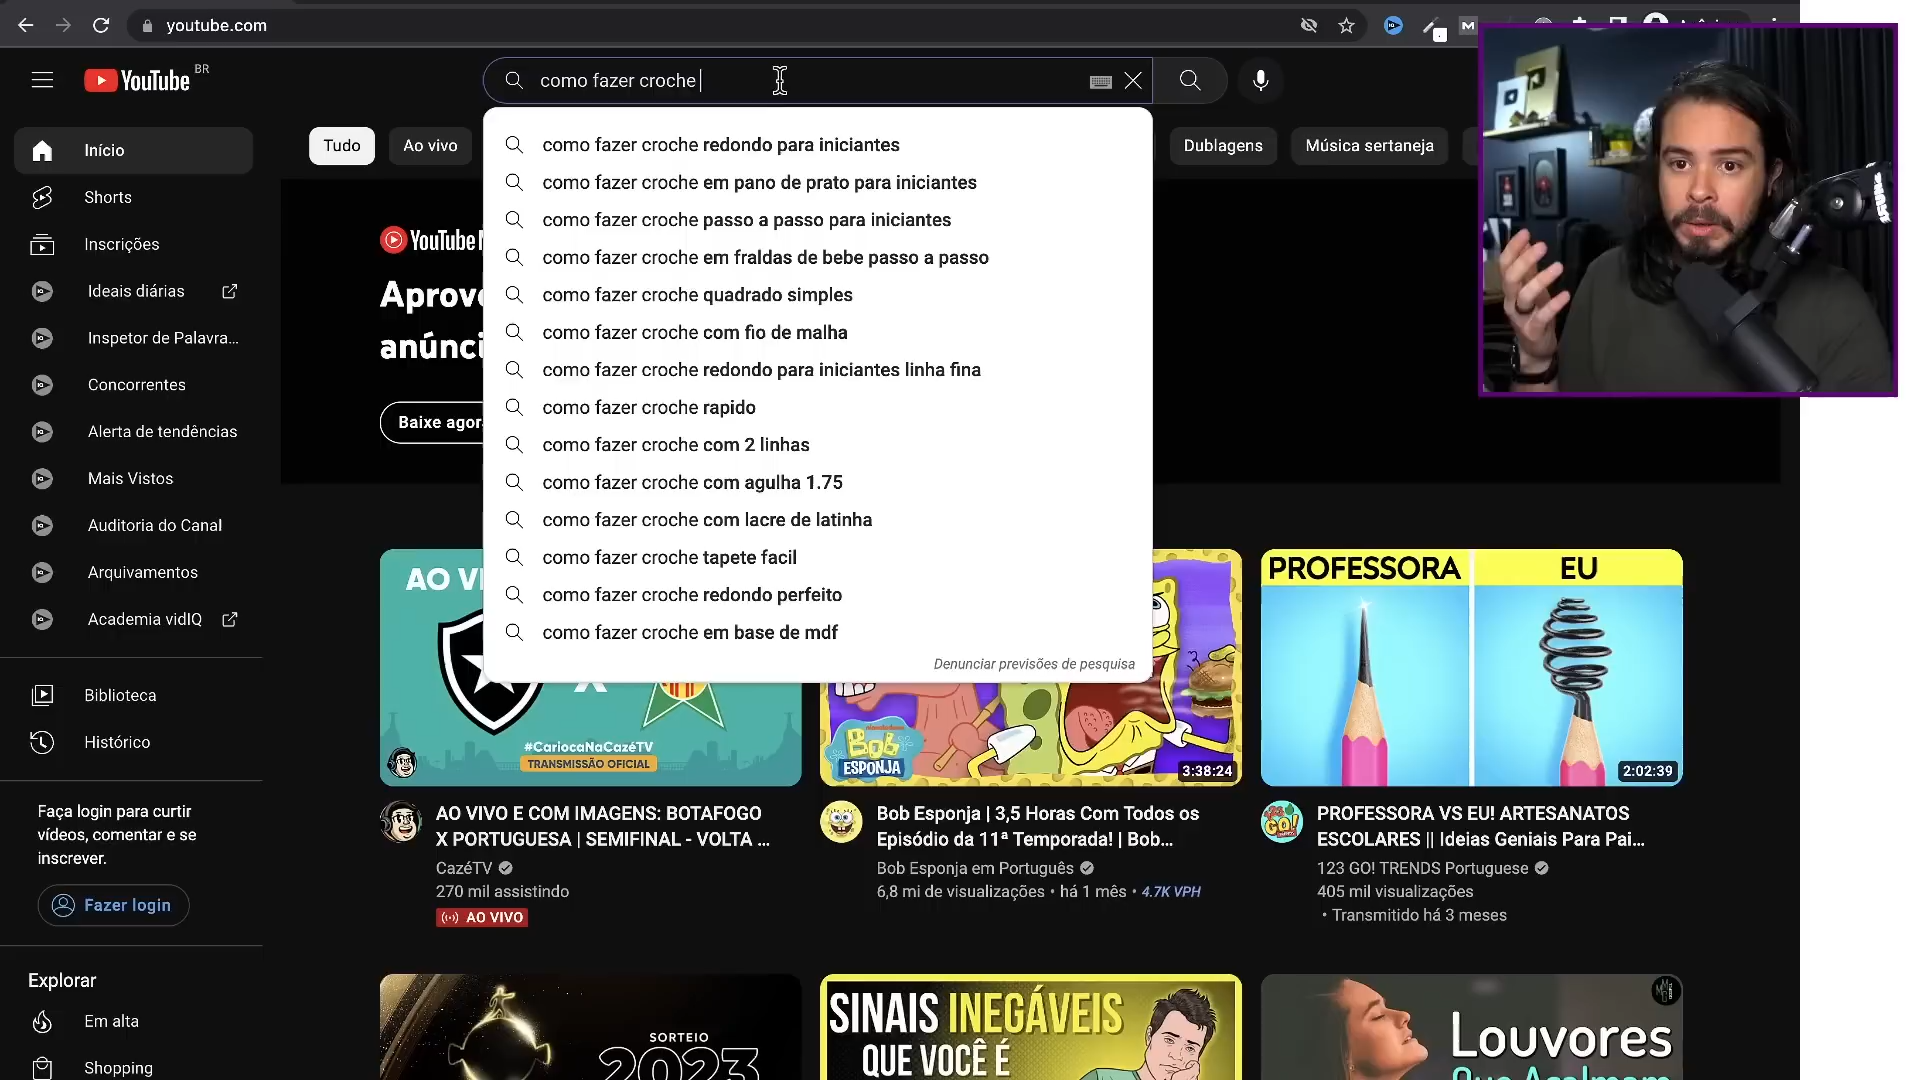 youtube.com
YouTube BR
como fazer croche
Início
Shorts
Inscrições
Ideais diárias
Inspetor de Palavra...
Concorrentes
Alerta de tendências
Mais Vistos
Auditoria do Canal
Arquivamentos
Academia vidIQ
Biblioteca
Histórico
Faça login para curtir
vídeos, comentar e se
inscrever.
Fazer login
Explorar
Em alta
Shopping
Tudo
Ao vivo
Dublagens
Música sertaneja
como fazer croche redondo para iniciantes
como fazer croche em pano de prato para iniciantes
como fazer croche passo a passo para iniciantes
como fazer croche em fraldas de bebe passo a passo
como fazer croche quadrado simples
como fazer croche com fio de malha
como fazer croche redondo para iniciantes linha fina
como fazer croche rapido
como fazer croche com 2 linhas
como fazer croche com agulha 1.75
como fazer croche com lacre de latinha
como fazer croche tapete facil
como fazer croche redondo perfeito
como fazer croche em base de mdf
Denunciar previsões de pesquisa
YouTube
Baixe agor
AO VI
X
#CariocaNaCazéTV
TRANSMISSÃO OFICIAL
AO VIVO E COM IMAGENS: BOTAFOGO
X PORTUGUESA | SEMIFINAL - VOLTA ...
CazéTV
270 mil assistindo
AO VIVO
Bob
ESPONJA
3:38:24
Bob Esponja | 3,5 Horas Com Todos os
Episódio da 11ª Temporada! | Bob...
Bob Esponja em Português
6,8 mi de visualizações • há 1 mês • 4.7K VPH
PROFESSORA
EU
2:02:39
PROFESSORA VS EU! ARTESANATOS
ESCOLARES || Ideias Geniais Para Pai...
123 GO! TRENDS Portuguese
405 mil visualizações
• Transmitido há 3 meses
SORTEIO
2023
SINAIS INEGÁVEIS
QUE VOCÊ É
Louvores
Que Acalmam